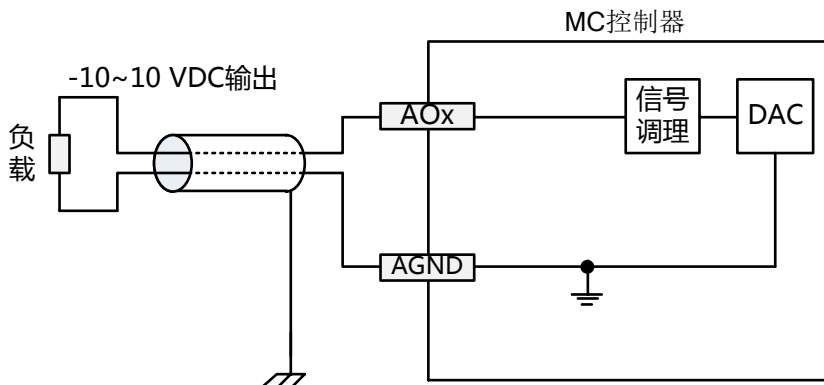 MC控制器
-10~10 VDC输出
AOx
信号
调理
DAC
负
载
AGND